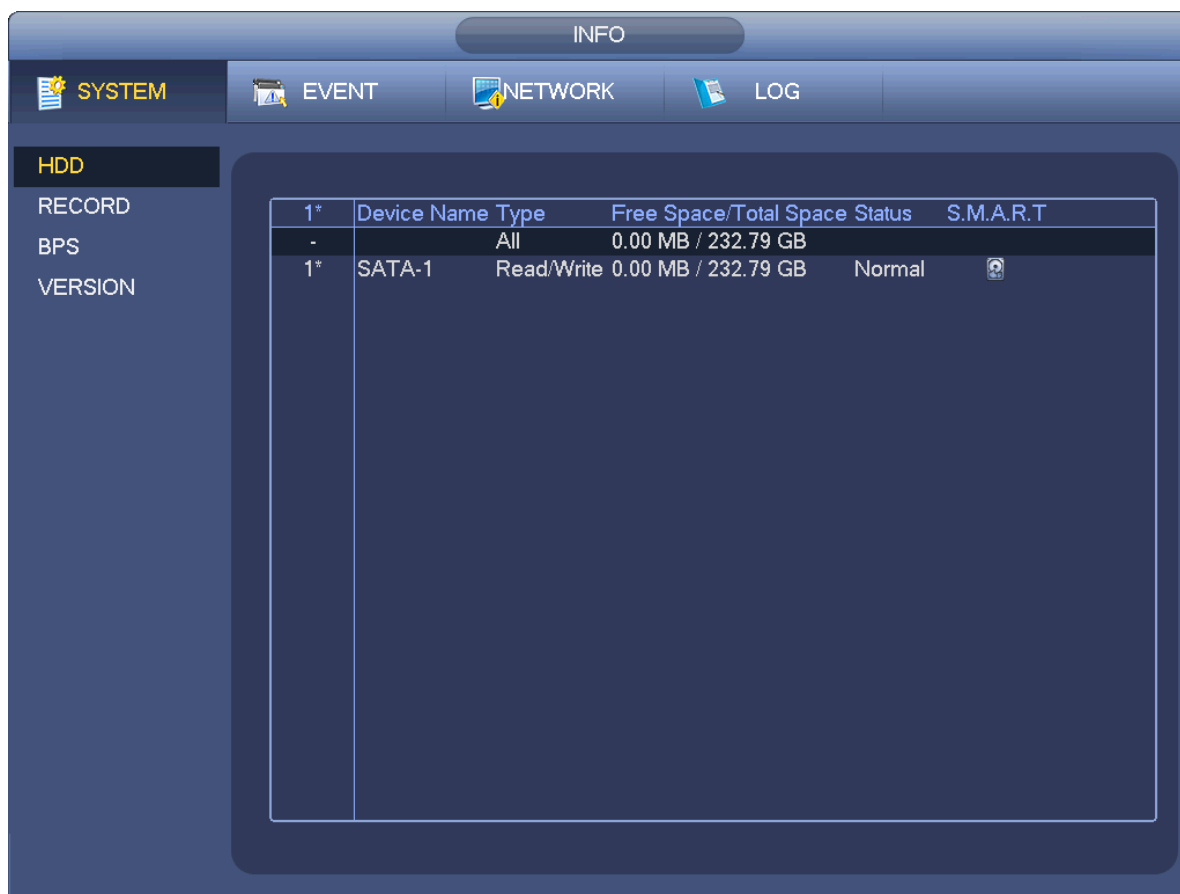 INFO
SYSTEM EVENT NETWORK LOG
HDD
RECORD
BPS
VERSION
1* Device Name Type Free Space/Total Space Status S.M.A.R.T
- All 0.00 MB / 232.79 GB
1* SATA-1 Read/Write 0.00 MB / 232.79 GB Normal